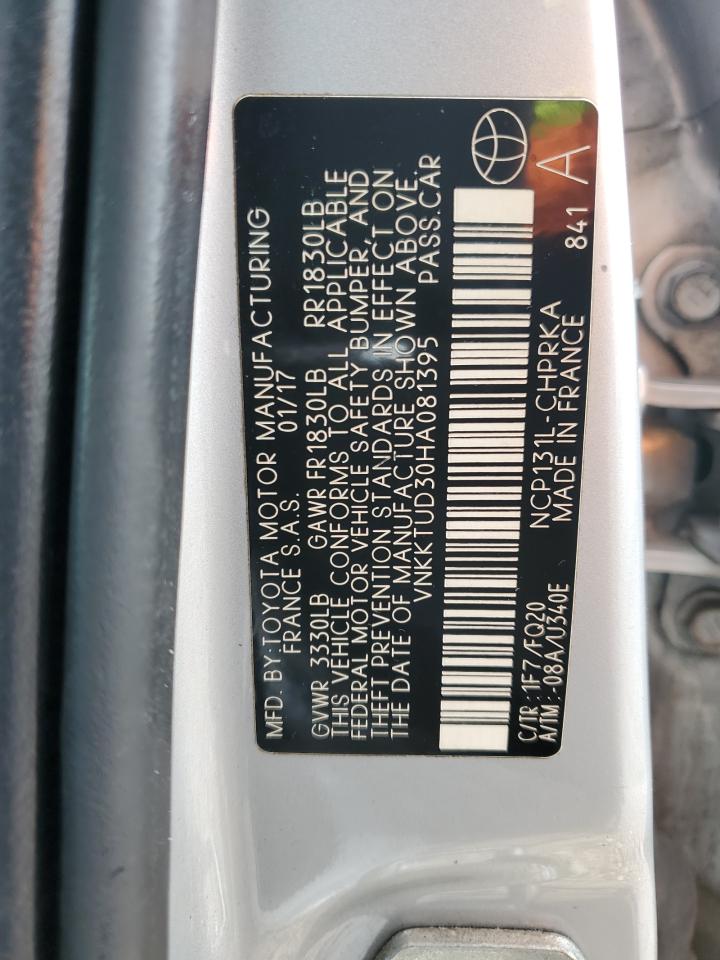 MFD. BY:TOYOTA MOTOR MANUFACTURING
FRANCE S.A.S. 01/17
GVWR 3330LB GAWR FR1830LB RR1830LB
THIS VEHICLE CONFORMS TO ALL APPLICABLE
FEDERAL MOTOR VEHICLE SAFETY BUMPER, AND
THEFT PREVENTION STANDARDS IN EFFECT ON
THE DATE OF MANUFACTURE SHOWN ABOVE.
VNKKTUD30HA081395 PASS.CAR
C/TR : 1F7/FQ20 NCP131L-CHPRKA 841 A
A/TM : -08A/U340E MADE IN FRANCE